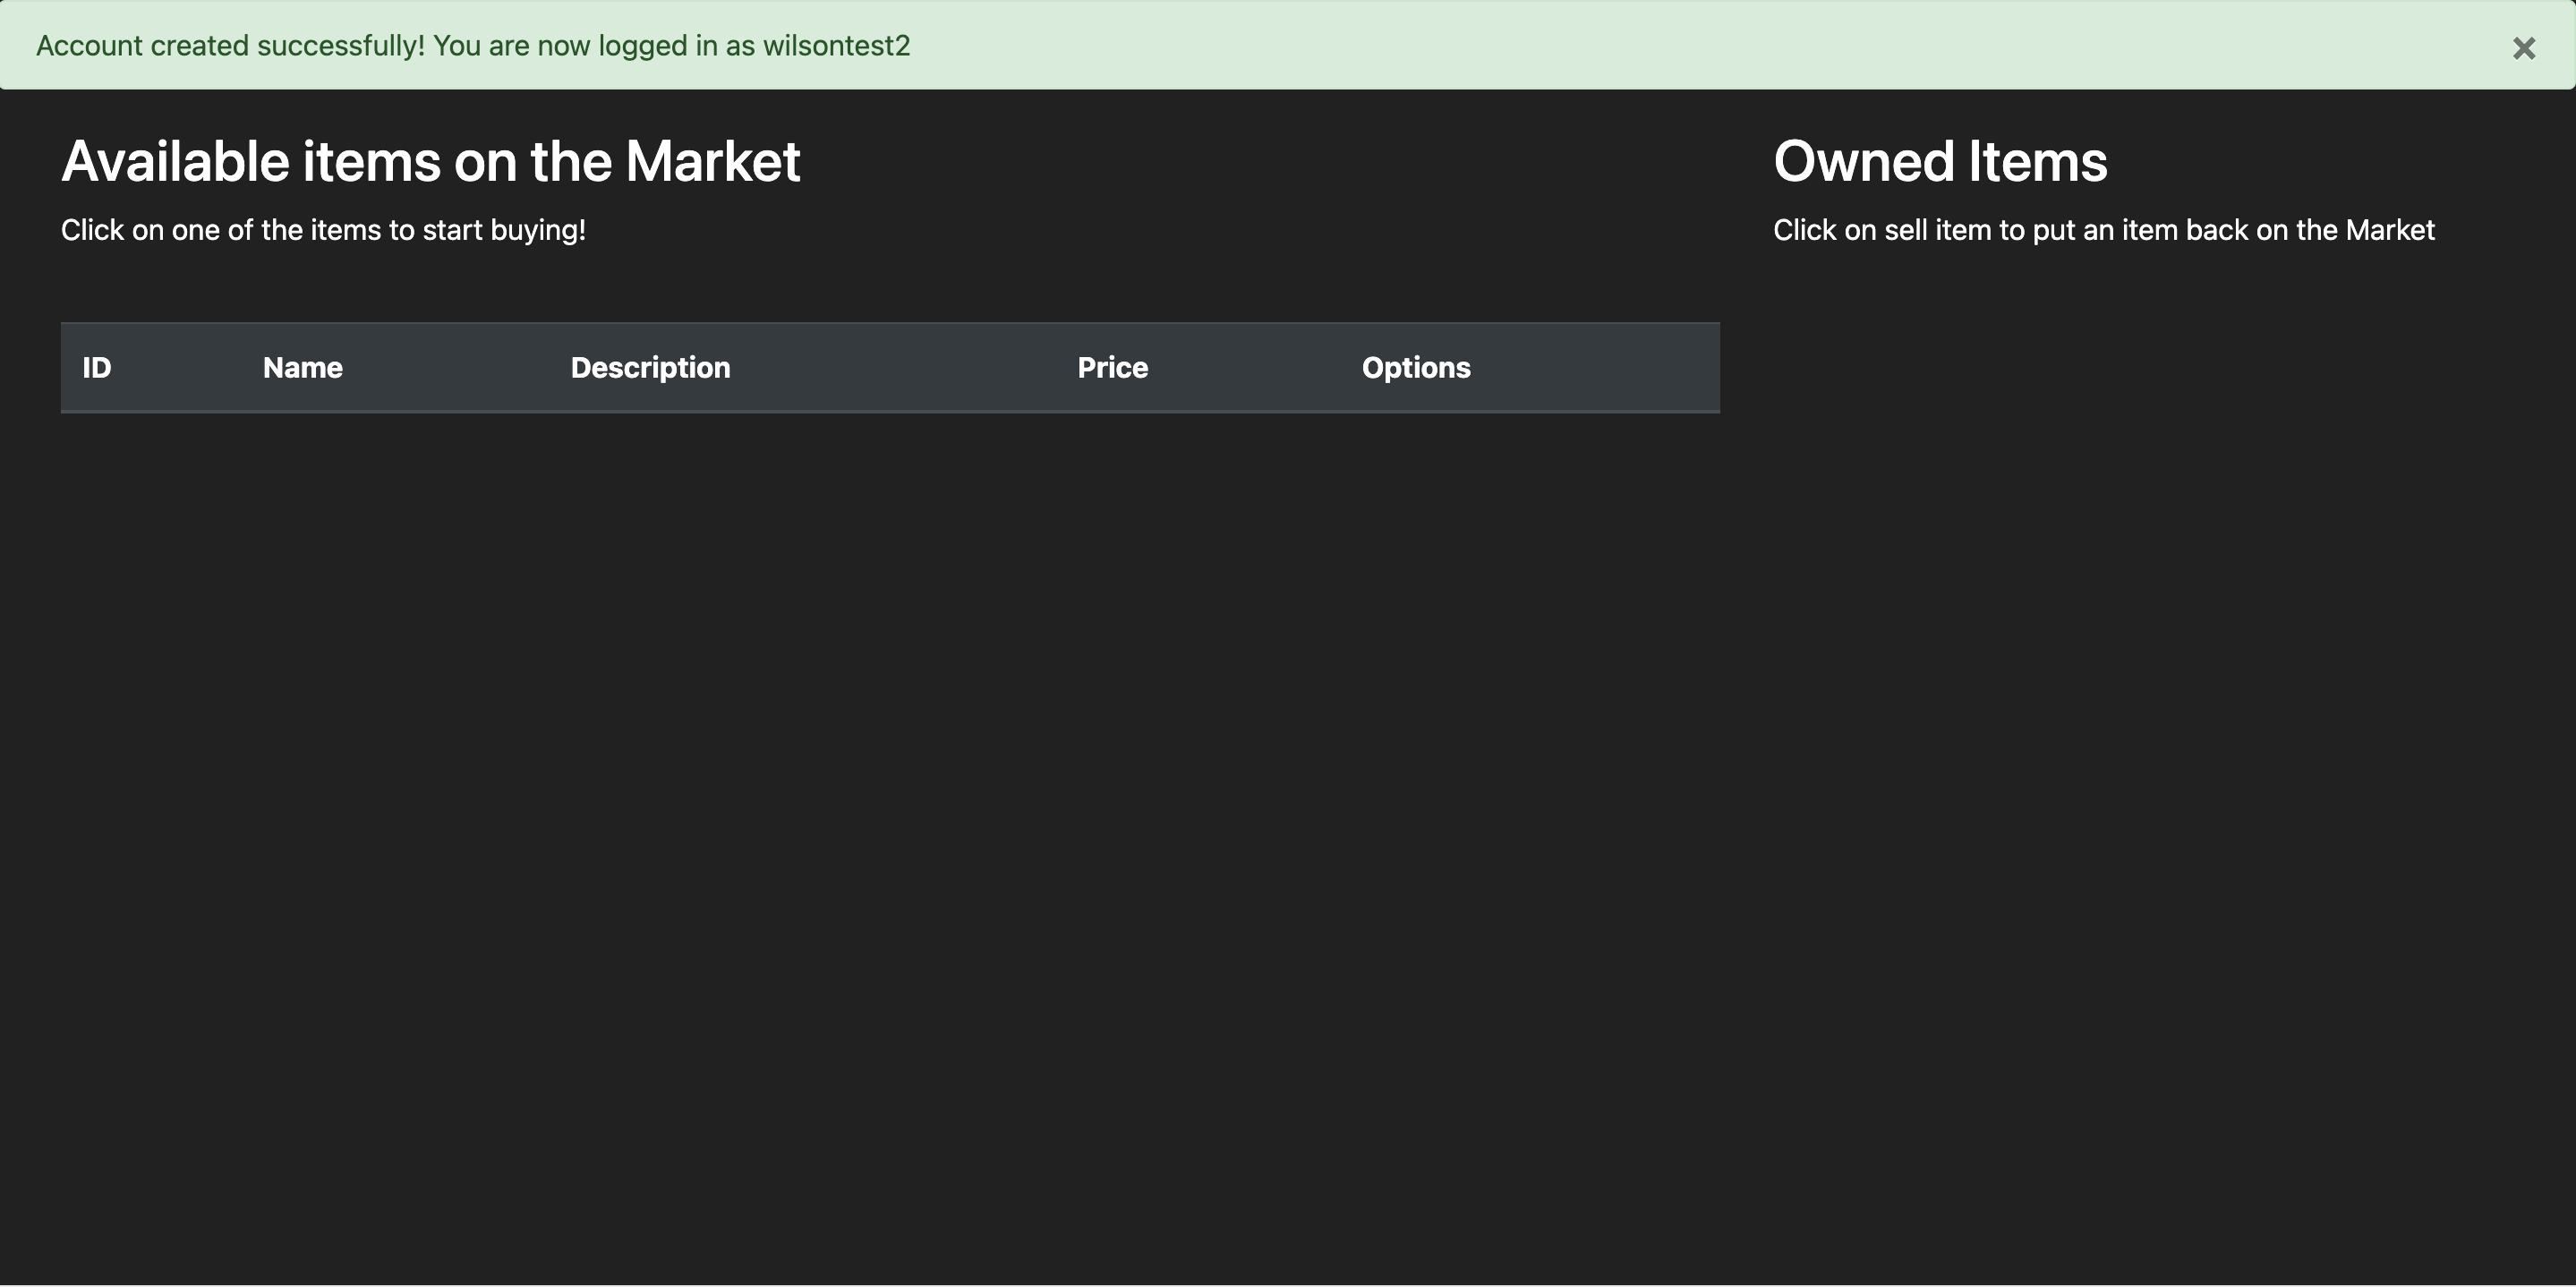 Account created successfully! You are now logged in as wilsontest2
×
Available items on the Market
Click on one of the items to start buying!
ID Name Description Price Options
Owned Items
Click on sell item to put an item back on the Market